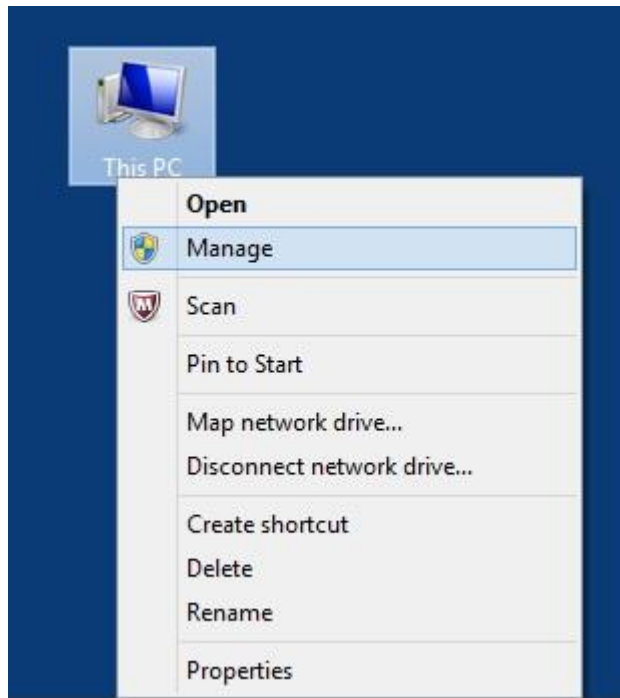 This PC
Open
Manage
Scan
Pin to Start
Map network drive...
Disconnect network drive...
Create shortcut
Delete
Rename
Properties